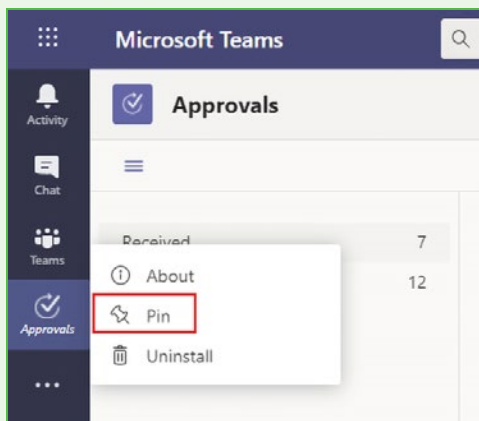 Microsoft Teams
Activity
Approvals
Chat
Teams
Received 7
12
About
Pin
Uninstall
Approvals